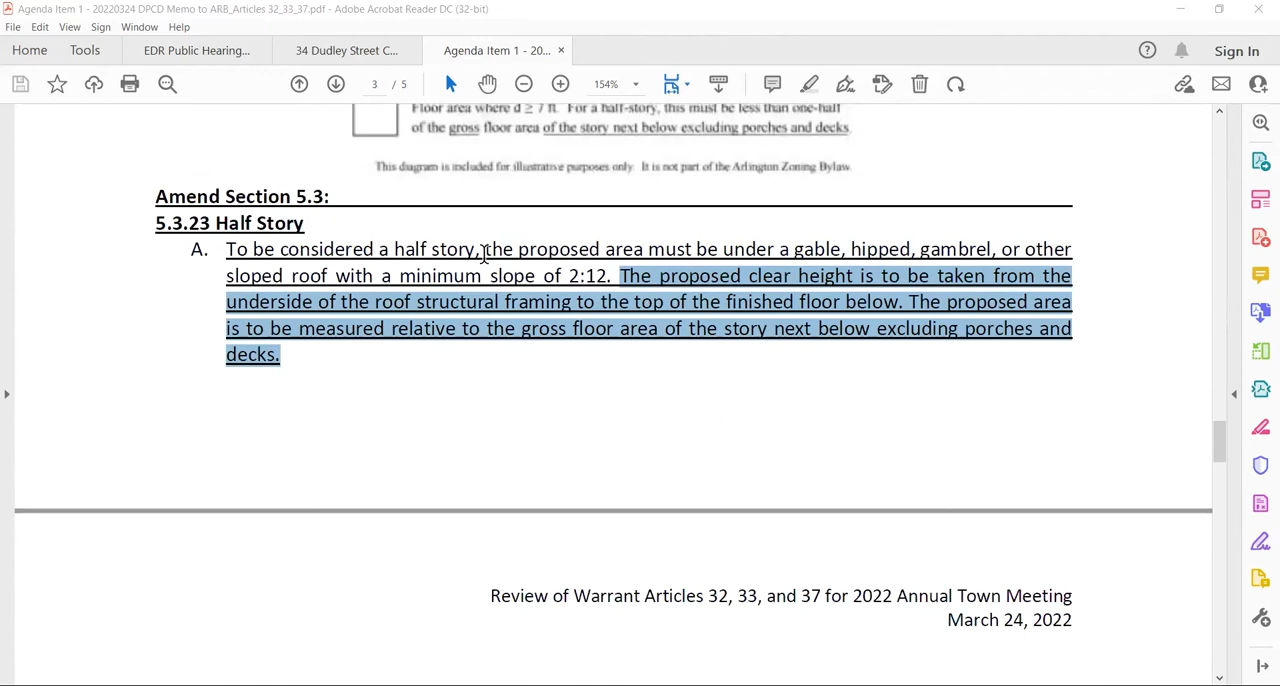 Agenda Item 1 - 20220324 DPCD Memo to ARB_Articles 32_33_37.pdf - Adobe Acrobat Reader DC (32-bit)
File Edit View Sign Window Help
Home Tools EDR Public Hearing... 34 Dudley Street C... Agenda Item 1 - 20... × Sign In
3 / 5 154%
Floor area where d ≥ 7 ft. For a half-story, this must be less than one-half
of the gross floor area of the story next below excluding porches and decks.
This diagram is included for illustrative purposes only. It is not part of the Arlington Zoning Bylaw.
Amend Section 5.3:
5.3.23 Half Story
A. To be considered a half story, the proposed area must be under a gable, hipped, gambrel, or other
sloped roof with a minimum slope of 2:12. The proposed clear height is to be taken from the
underside of the roof structural framing to the top of the finished floor below. The proposed area
is to be measured relative to the gross floor area of the story next below excluding porches and
decks.
Review of Warrant Articles 32, 33, and 37 for 2022 Annual Town Meeting
March 24, 2022